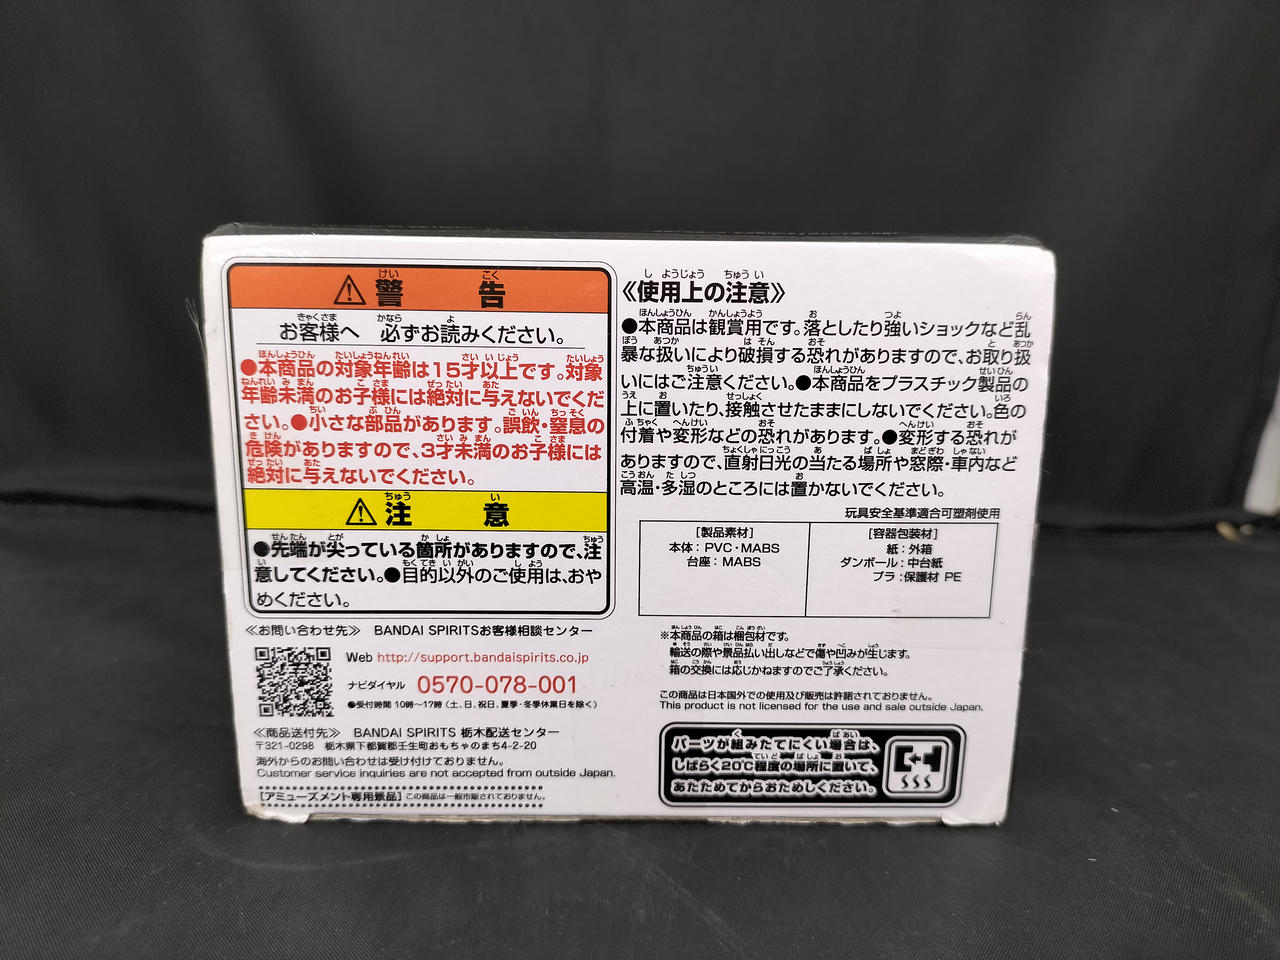 ⚠警告
お客様へ 必ずお読みください。
●本商品の対象年齢は15才以上です。対象
年齢未満のお子様には絶対に与えないでくだ
さい。●小さな部品があります。誤飲・窒息の
危険がありますので、3才未満のお子様には
絶対に与えないでください。
⚠注意
●先端が尖っている箇所がありますので、注
意してください。●目的以外のご使用は、おや
めください。
≪お問い合わせ先≫ BANDAI SPIRITSお客様相談センター
Web http://support.bandaispirits.co.jp
ナビダイヤル 0570-078-001
●受付時間 10時〜17時(土、日、祝日、夏季・冬季休業日を除く)
≪商品送付先≫ BANDAI SPIRITS 栃木配送センター
〒321-0298 栃木県下都賀郡壬生町おもちゃのまち4-2-20
海外からのお問い合わせは受け付けておりません。
Customer service inquiries are not accepted from outside Japan.
[アミューズメント専用景品] この商品は一般市販されておりません。
≪使用上の注意≫
●本商品は観賞用です。落としたり強いショックなど乱
暴な扱いにより破損する恐れがありますので、お取り扱
いにはご注意ください。●本商品をプラスチック製品の
上に置いたり、接触させたままにしないでください。色の
付着や変形などの恐れがあります。●変形する恐れが
ありますので、直射日光の当たる場所や窓際・車内など
高温・多湿のところには置かないでください。
玩具安全基準適合可塑剤使用
[製品素材]
本体:PVC・MABS
台座:MABS
[容器包装材]
紙:外箱
ダンボール:中台紙
プラ:保護材 PE
※本商品の箱は梱包材です。
輸送の際や景品払い出しなどで傷や凹みが生じます。
箱の交換には応じかねますのでご了承ください。
この商品は日本国外での使用及び販売は許諾されておりません。
This product is not licensed for the use and sale outside Japan.
パーツが組みたてにくい場合は、
しばらく20℃程度の場所に置いて、
あたためてからおためしください。